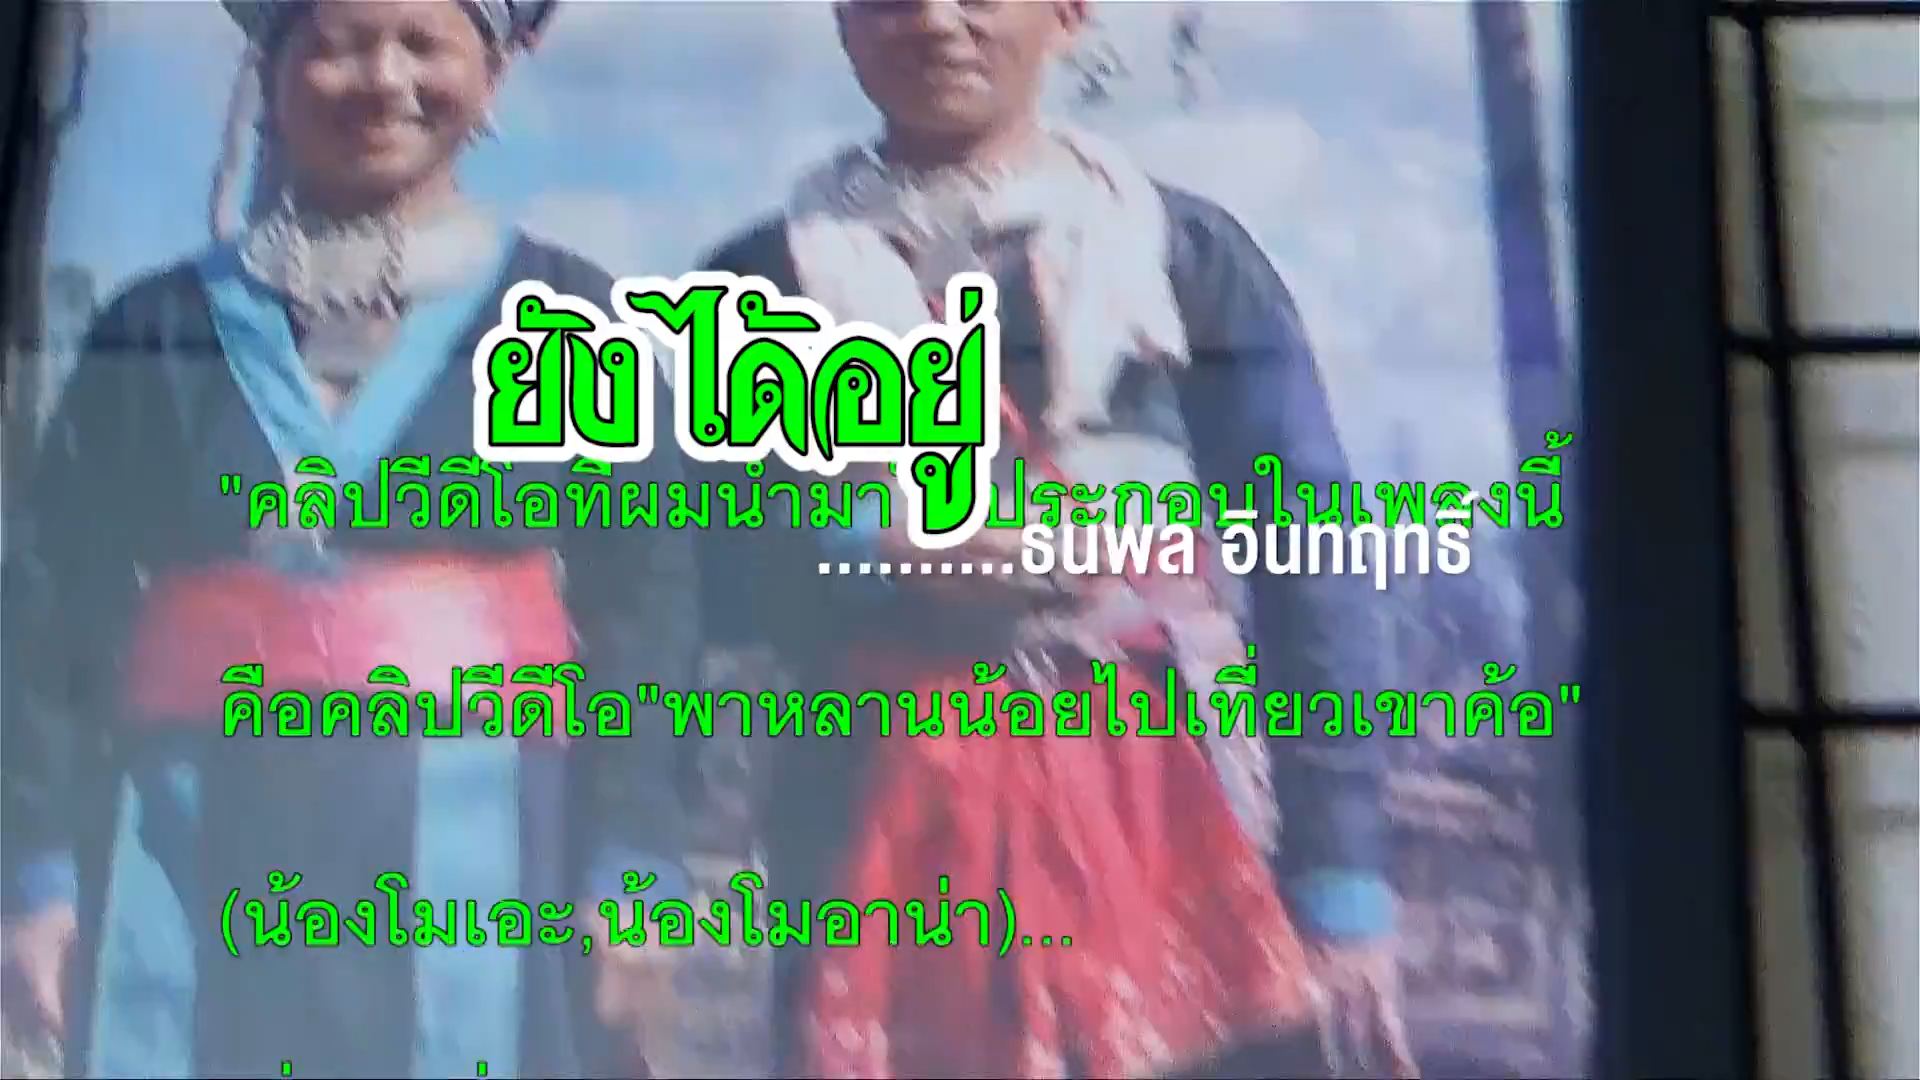 ยังได้อยู่
"คลิปวีดีโอที่ผมนำมา ประกอบในเพลงนี้
..........ธนพล อินทฤทธิ์
คือคลิปวีดีโอ"พาหลานน้อยไปเที่ยวเขาค้อ"
(น้องโมเอะ,น้องโมอาน่า)...